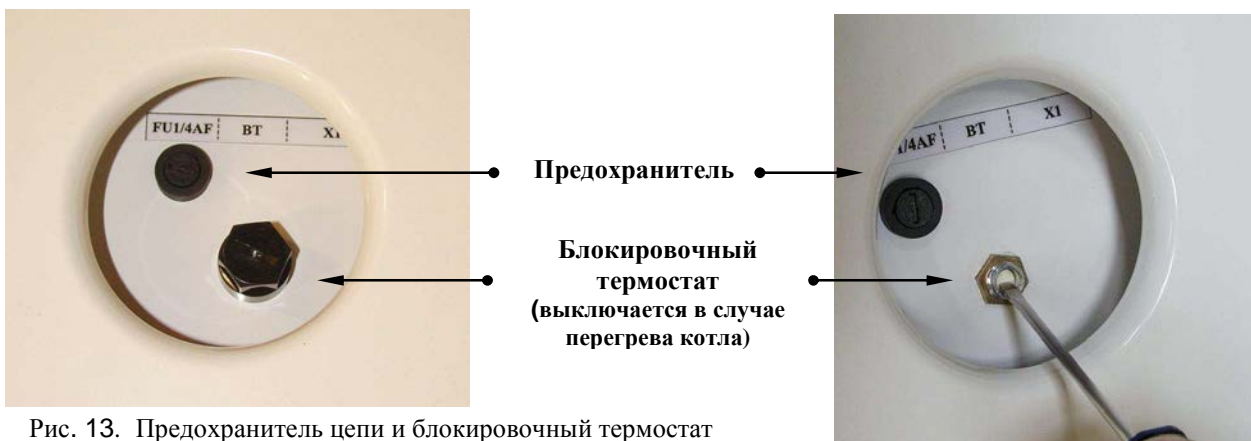 FU1/4AF BT X1
1/4AF BT X1
Предохранитель
Блокировочный
термостат
(выключается в случае
перегрева котла)
Рис. 13. Предохранитель цепи и блокировочный термостат